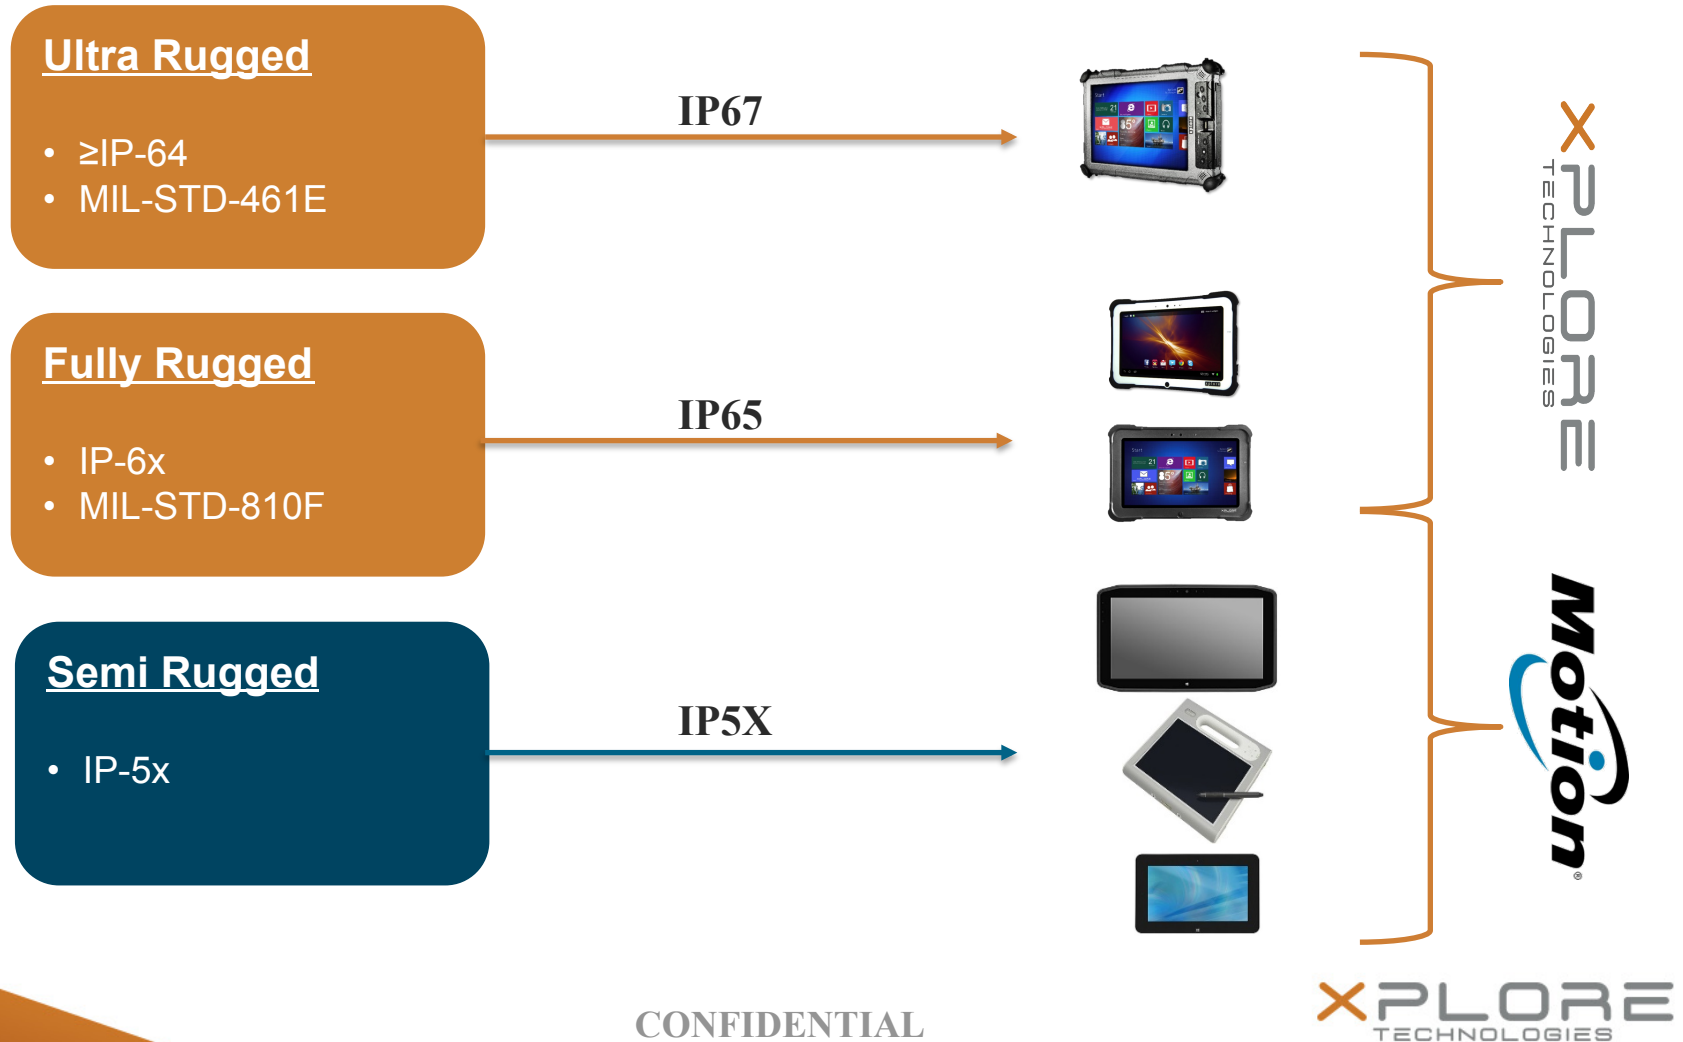 Ultra Rugged
• ≥IP-64
• MIL-STD-461E
IP67
Fully Rugged
• IP-6x
• MIL-STD-810F
IP65
Semi Rugged
• IP-5x
IP5X
XPLORE
TECHNOLOGIES
Motion®
CONFIDENTIAL
XPLORE
TECHNOLOGIES